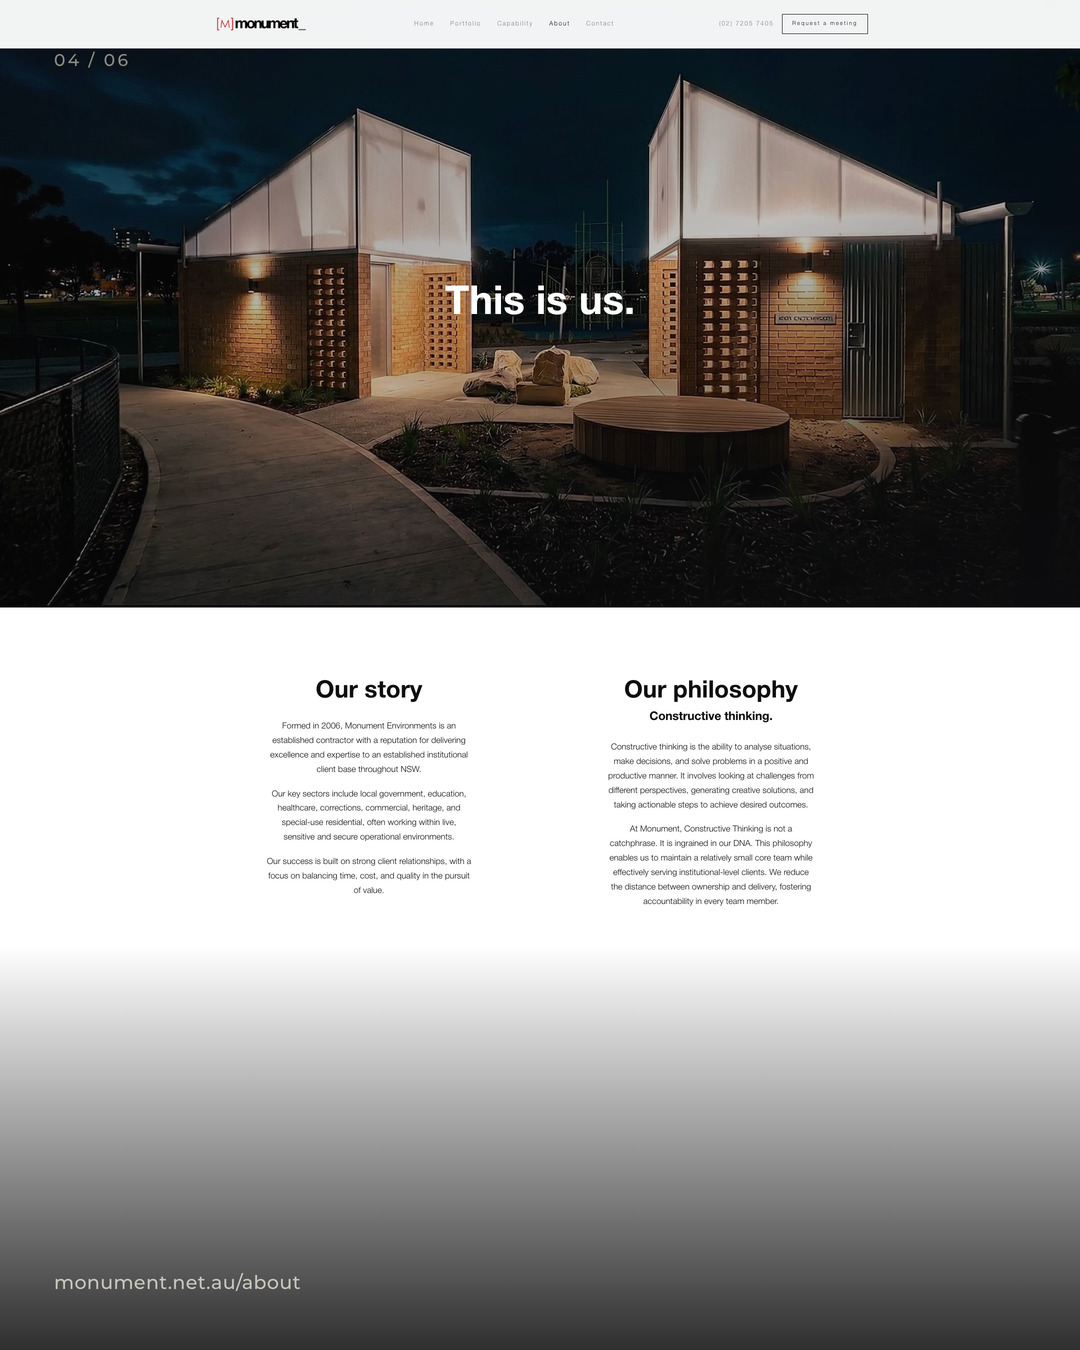 [M]monument_
Home Portfolio Capability About Contact
(02) 7205 7405 Request a meeting
04 / 06
This is us.
Our story
Formed in 2006, Monument Environments is an
established contractor with a reputation for delivering
excellence and expertise to an established institutional
client base throughout NSW.
Our key sectors include local government, education,
healthcare, corrections, commercial, heritage, and
special-use residential, often working within live,
sensitive and secure operational environments.
Our success is built on strong client relationships, with a
focus on balancing time, cost, and quality in the pursuit
of value.
Our philosophy
Constructive thinking.
Constructive thinking is the ability to analyse situations,
make decisions, and solve problems in a positive and
productive manner. It involves looking at challenges from
different perspectives, generating creative solutions, and
taking actionable steps to achieve desired outcomes.
At Monument, Constructive Thinking is not a
catchphrase. It is ingrained in our DNA. This philosophy
enables us to maintain a relatively small core team while
effectively serving institutional-level clients. We reduce
the distance between ownership and delivery, fostering
accountability in every team member.
monument.net.au/about